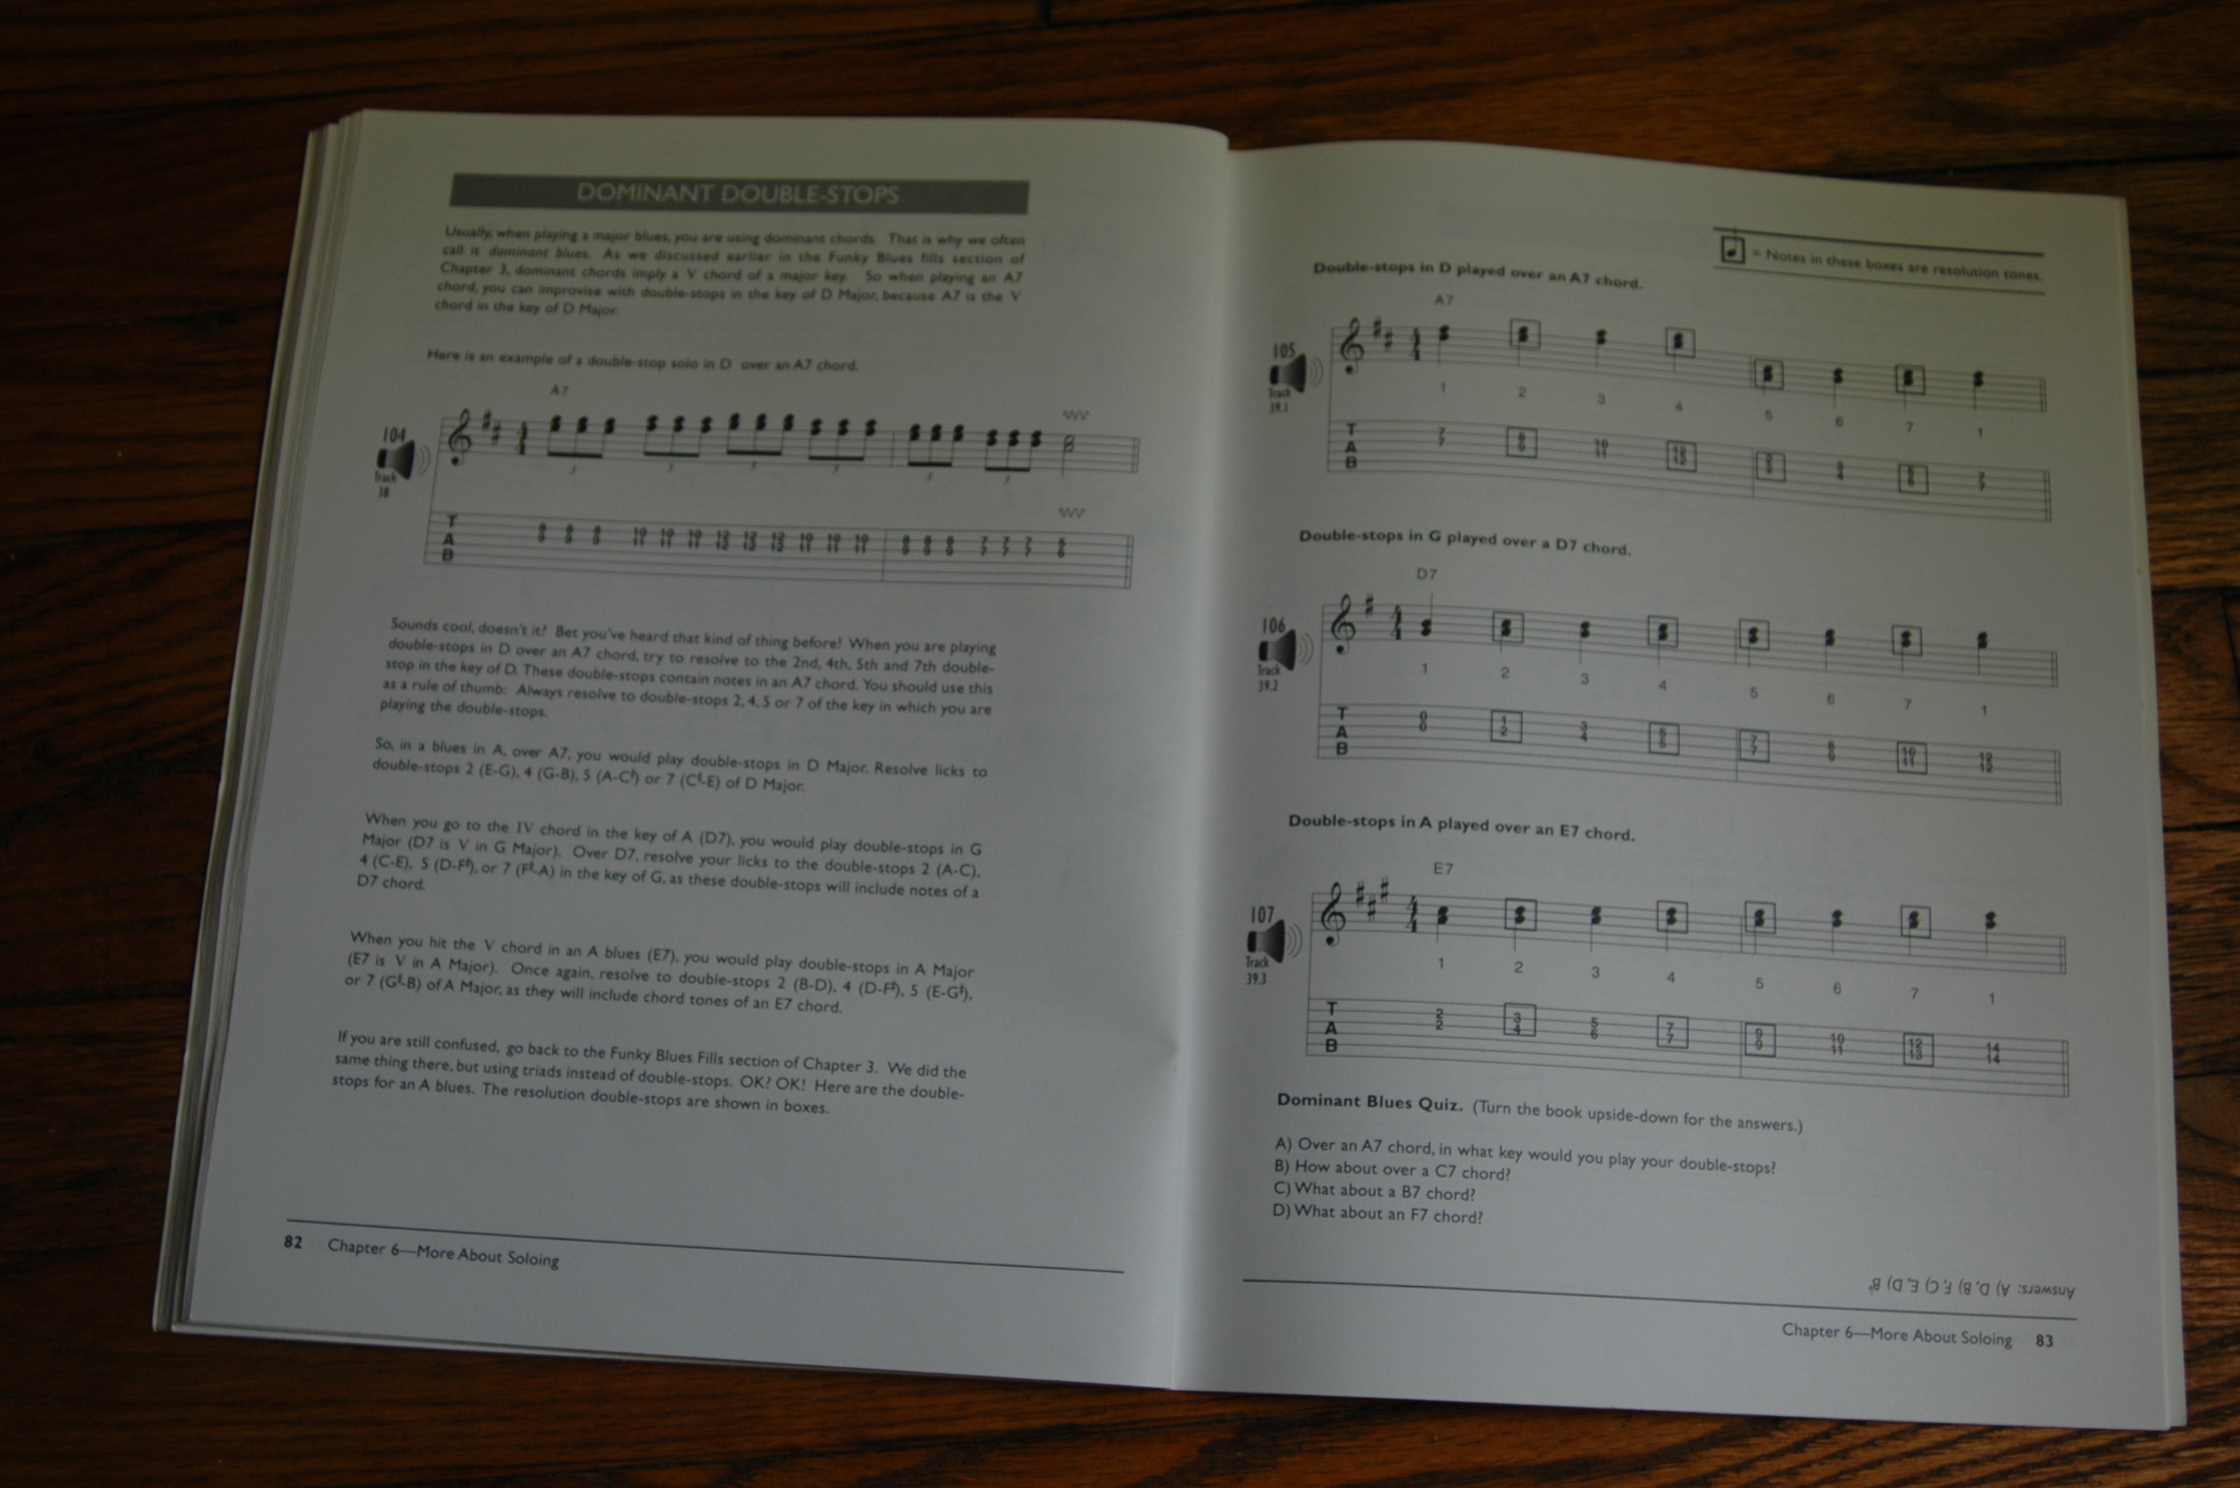 DOMINANT DOUBLE-STOPS
Usually, when playing a major blues, you are using dominant chords. That is why we often
call it dominant blues. As we discussed earlier in the Funky Blues fills section of
Chapter 3, dominant chords imply a V chord of a major key. So when playing an A7
chord, you can improvise with double-stops in the key of D Major, because A7 is the V
chord in the key of D Major.
Here is an example of a double-stop solo in D over an A7 chord.
A7
104
Track
38
3 3 3 3 3 3
T
A
B
Sounds cool, doesn't it? Bet you've heard that kind of thing before! When you are playing
double-stops in D over an A7 chord, try to resolve to the 2nd, 4th, 5th and 7th double-
stop in the key of D. These double-stops contain notes in an A7 chord. You should use this
as a rule of thumb: Always resolve to double-stops 2, 4, 5 or 7 of the key in which you are
playing the double-stops.
So, in a blues in A, over A7, you would play double-stops in D Major. Resolve licks to
double-stops 2 (E-G), 4 (G-B), 5 (A-C♯) or 7 (C♯-E) of D Major.
When you go to the IV chord in the key of A (D7), you would play double-stops in G
Major (D7 is V in G Major). Over D7, resolve your licks to the double-stops 2 (A-C),
4 (C-E), 5 (D-F♯), or 7 (F♯-A) in the key of G, as these double-stops will include notes of a
D7 chord.
When you hit the V chord in an A blues (E7), you would play double-stops in A Major
(E7 is V in A Major). Once again, resolve to double-stops 2 (B-D), 4 (D-F♯), 5 (E-G♯),
or 7 (G♯-B) of A Major, as they will include chord tones of an E7 chord.
If you are still confused, go back to the Funky Blues Fills section of Chapter 3. We did the
same thing there, but using triads instead of double-stops. OK? OK! Here are the double-
stops for an A blues. The resolution double-stops are shown in boxes.
82 Chapter 6—More About Soloing
= Notes in these boxes are resolution tones.
Double-stops in D played over an A7 chord.
A7
105
Track
39.1
1 2 3 4 5 6 7 1
T
A
B
Double-stops in G played over a D7 chord.
D7
106
Track
39.2
1 2 3 4 5 6 7 1
T
A
B
Double-stops in A played over an E7 chord.
E7
107
Track
39.3
1 2 3 4 5 6 7 1
T 2 3 5 7 9 10 12 14
A 2 4 6 7 9 11 13 14
B
Dominant Blues Quiz. (Turn the book upside-down for the answers.)
A) Over an A7 chord, in what key would you play your double-stops?
B) How about over a C7 chord?
C) What about a B7 chord?
D) What about an F7 chord?
Answers: A) D, B) F, C) E, D) B♭
Chapter 6—More About Soloing 83